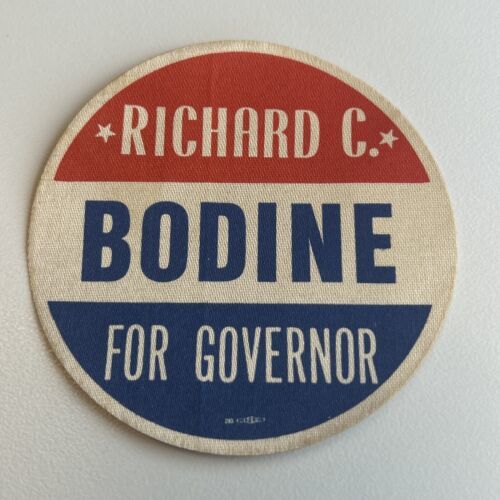 RICHARD C.
BODINE
FOR GOVERNOR